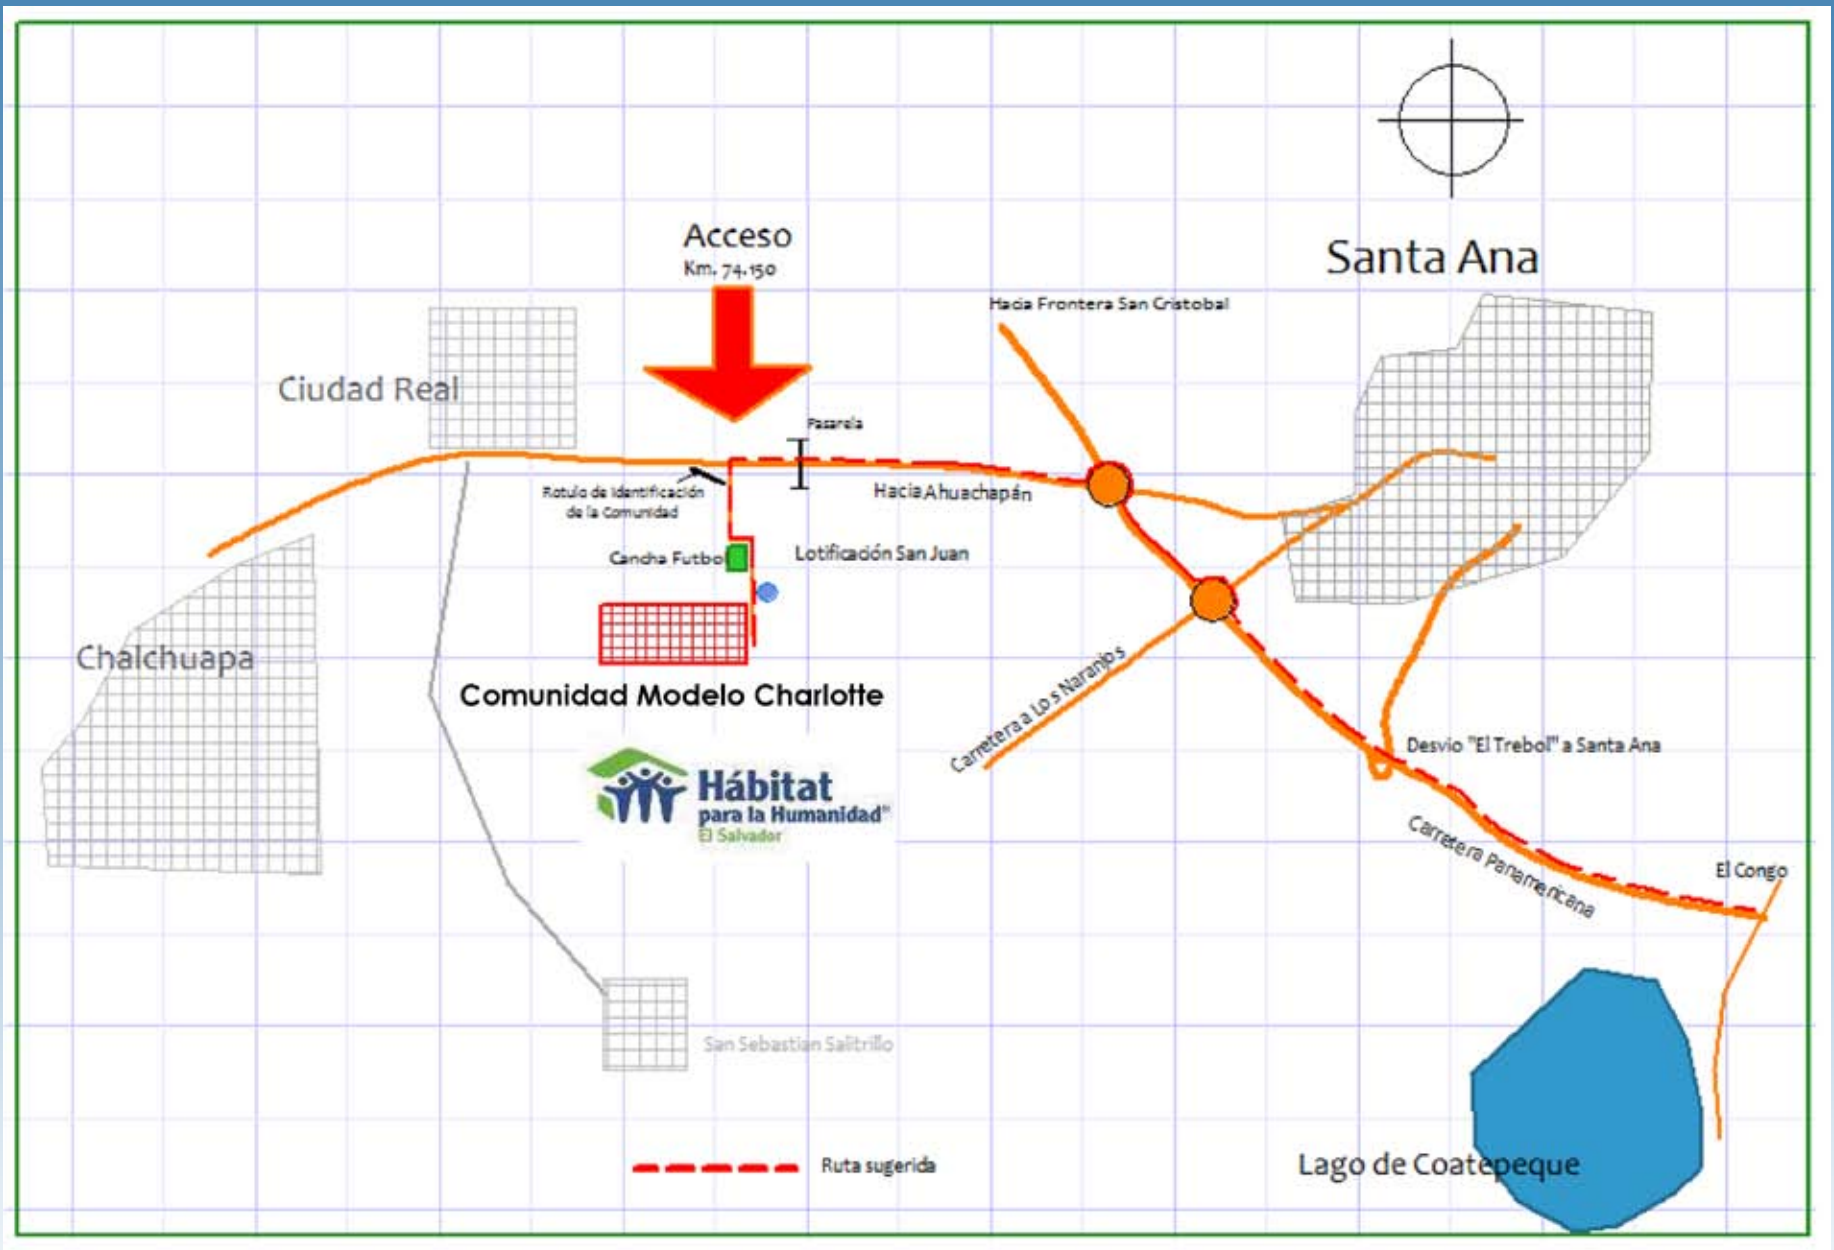 Acceso
Km. 74.150
Santa Ana
Hacia Frontera San Cristobal
Ciudad Real
Pasarela
Rotulo de Identificación
de la Comunidad
Hacia Ahuachapán
Cancha Futbol
Lotificación San Juan
Chalchuapa
Comunidad Modelo Charlotte
Carretera a Los Naranjos
Desvio "El Trebol" a Santa Ana
Hábitat
para la Humanidad®
El Salvador
Carretera Panamericana
El Congo
San Sebastian Salitrillo
Ruta sugerida
Lago de Coatepeque